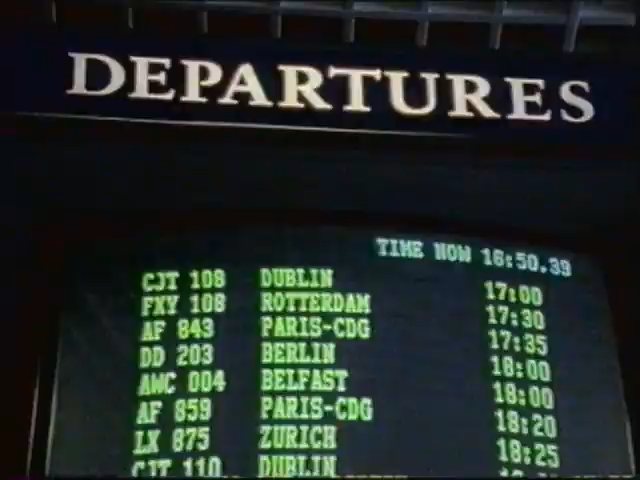 DEPARTURES
TIME NOW 16:50.39
CJT 108 DUBLIN 17:00
FXY 108 ROTTERDAM 17:30
AF 843 PARIS-CDG 17:35
DD 203 BERLIN 18:00
AWC 004 BELFAST 18:00
AF 859 PARIS-CDG 18:20
LX 875 ZURICH 18:25
CJT 110 DUBLIN